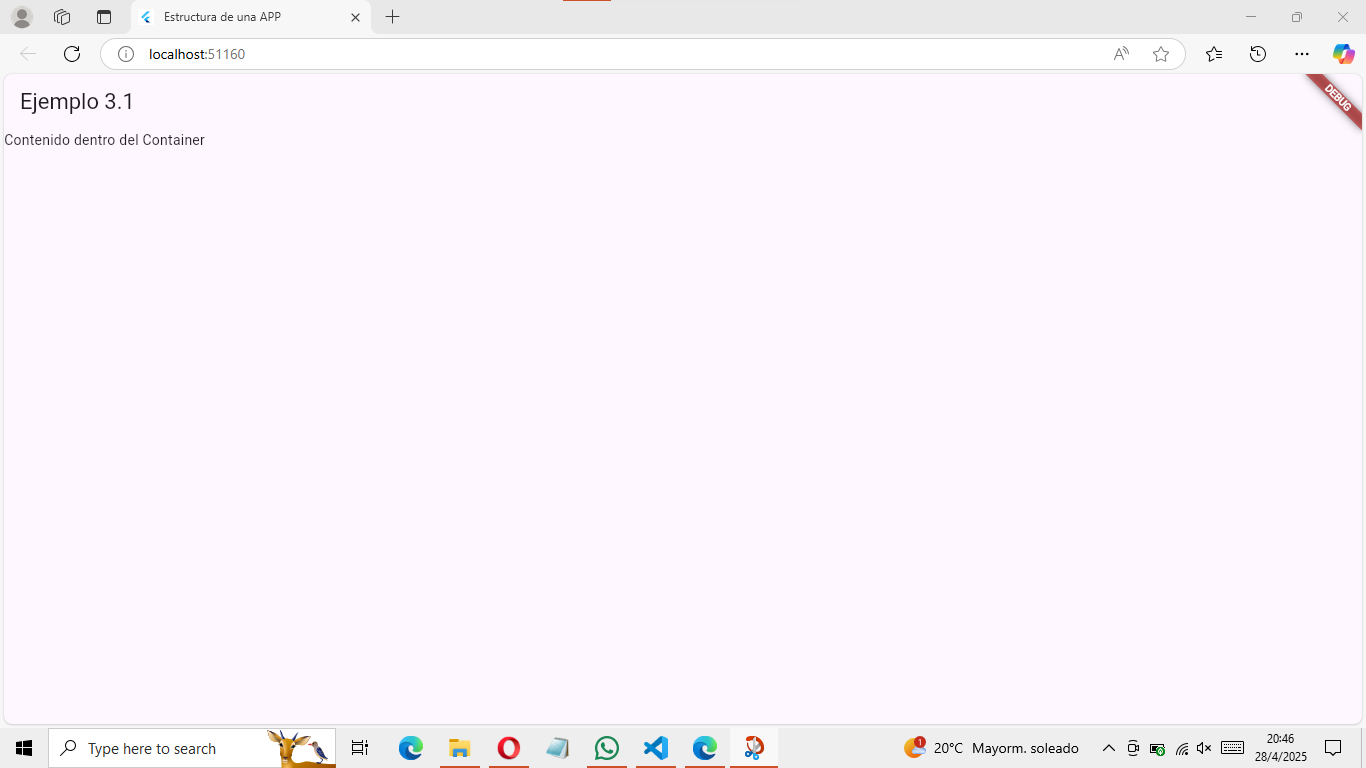 Estructura de una APP
localhost:51160
Ejemplo 3.1
DEBUG
Contenido dentro del Container
Type here to search
1
20°C Mayorm. soleado
20:46
28/4/2025